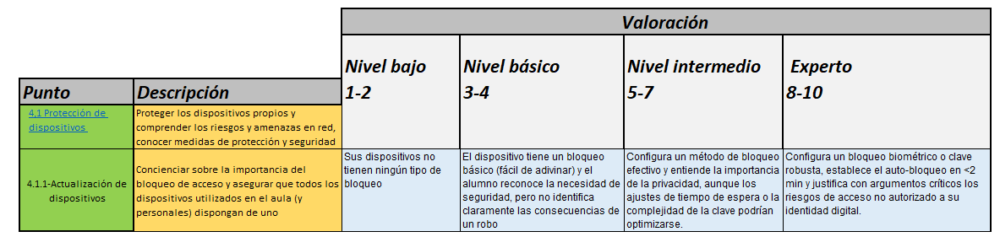 Valoración
Nivel bajo
1-2
Nivel básico
3-4
Nivel intermedio
5-7
Experto
8-10
Punto
Descripción
4.1 Protección de
dispositivos
Proteger los dispositivos propios y
comprender los riesgos y amenazas en red,
conocer medidas de protección y seguridad
4.1.1-Actualización de
dispositivos
Concienciar sobre la importancia del
bloqueo de acceso y asegurar que todos los
dispositivos utilizados en el aula (y
personales) dispongan de uno
Sus dispositivos no
tienen ningún tipo de
bloqueo
El dispositivo tiene un bloqueo
básico (fácil de adivinar) y el
alumno reconoce la necesidad de
seguridad, pero no identifica
claramente las consecuencias de
un robo
Configura un método de bloqueo
efectivo y entiende la importancia
de la privacidad, aunque los
ajustes de tiempo de espera o la
complejidad de la clave podrían
optimizarse.
Configura un bloqueo biométrico o clave
robusta, establece el auto-bloqueo en <2
min y justifica con argumentos críticos los
riesgos de acceso no autorizado a su
identidad digital.